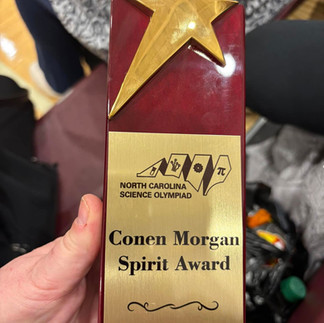 NORTH CAROLINA
SCIENCE OLYMPIAD
Conen Morgan
Spirit Award